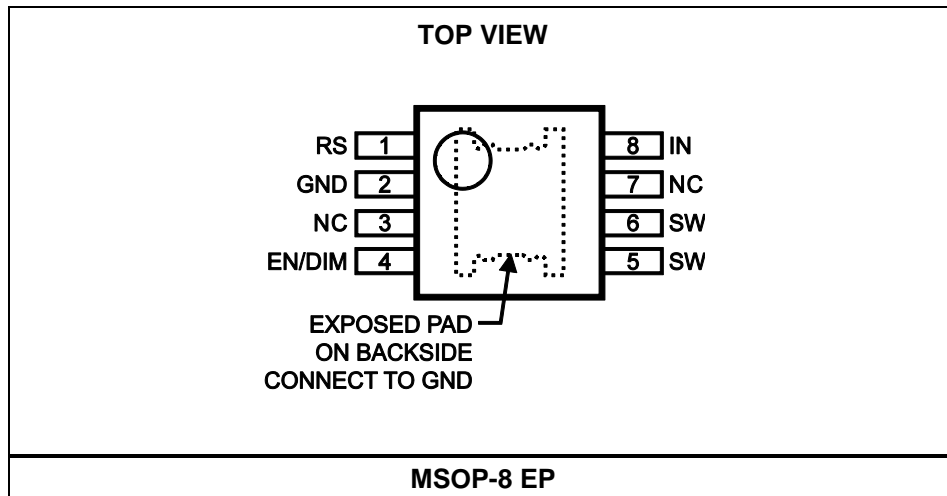 TOP VIEW
RS 1
GND 2
NC 3
EN/DIM 4
8 IN
7 NC
6 SW
5 SW
EXPOSED PAD
ON BACKSIDE
CONNECT TO GND
MSOP-8 EP